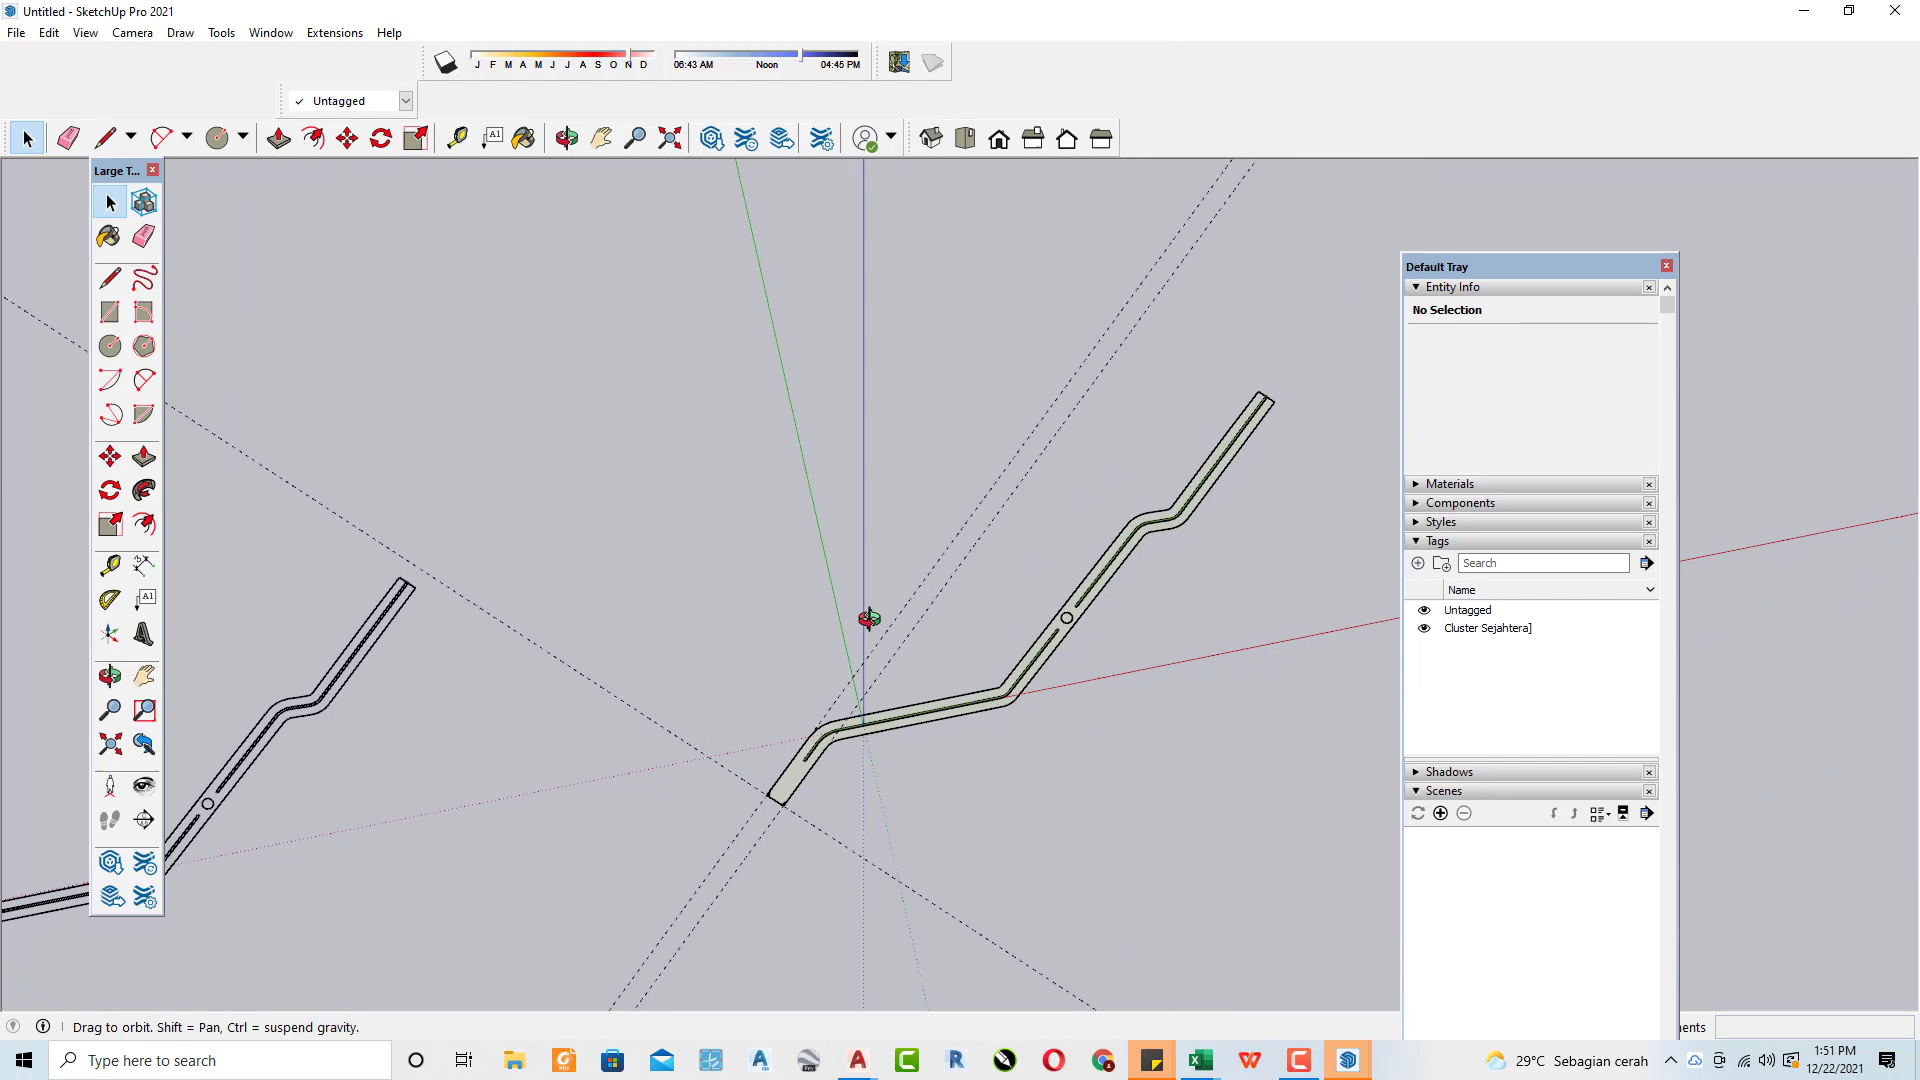 Untitled - SketchUp Pro 2021
File Edit View Camera Draw Tools Window Extensions Help
J F M A M J J A S O N D
06:43 AM Noon 04:45 PM
Untagged
A1
Large T...
A1
Default Tray
Entity Info
No Selection
Materials
Components
Styles
Tags
Search
Name
Untagged
Cluster Sejahtera]
Shadows
Scenes
Drag to orbit. Shift = Pan, Ctrl = suspend gravity.
ents
Type here to search
29°C Sebagian cerah
1:51 PM
12/22/2021